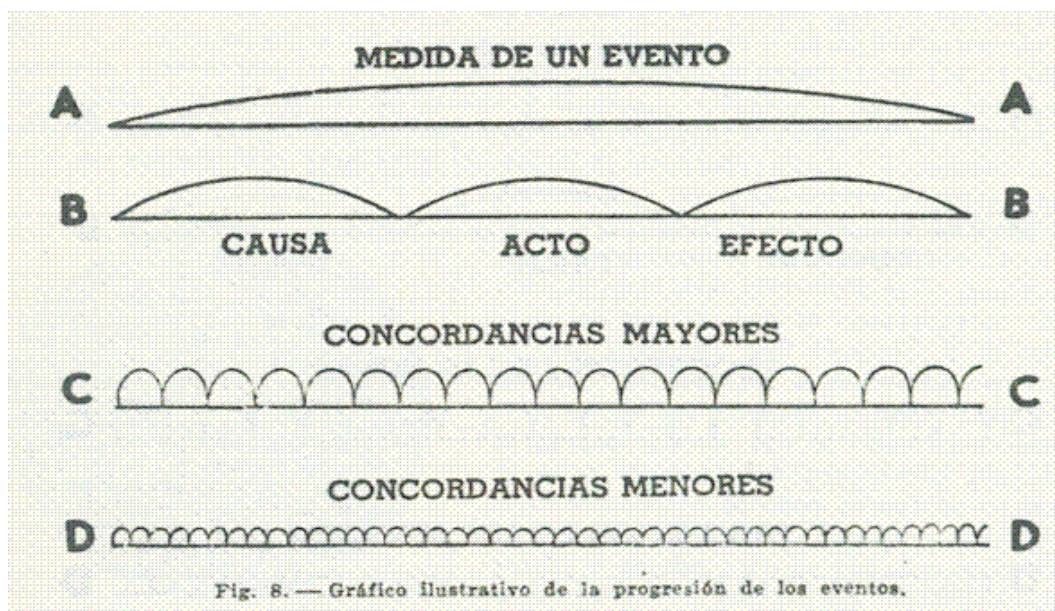 MEDIDA DE UN EVENTO
A A
B B
CAUSA ACTO EFECTO
CONCORDANCIAS MAYORES
C C
CONCORDANCIAS MENORES
D D
Fig. 8. — Gráfico ilustrativo de la progresión de los eventos.